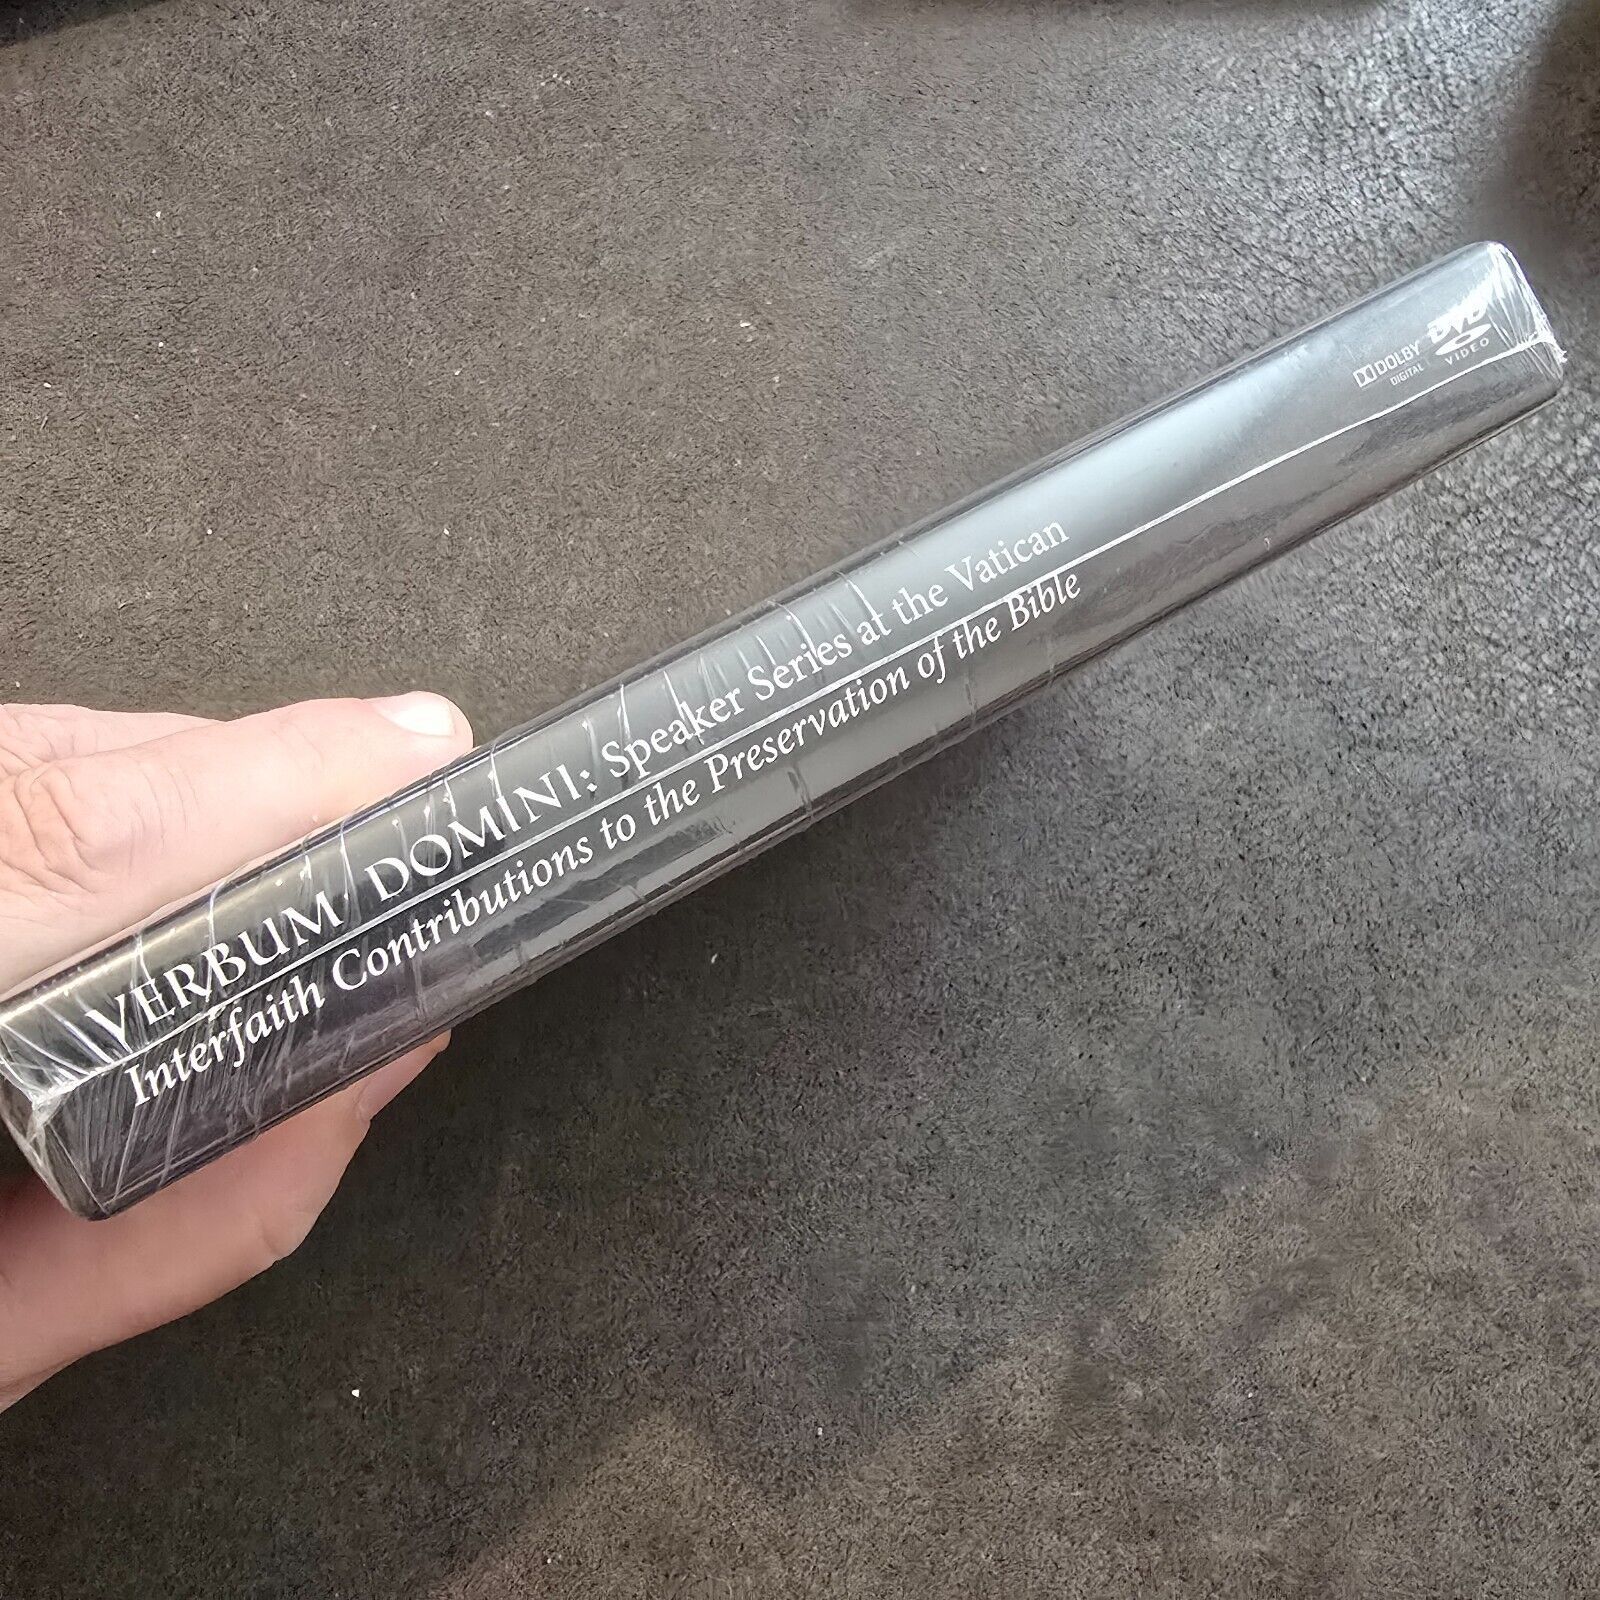 VERBUM DOMINI: Speaker Series at the Vatican
Interfaith Contributions to the Preservation of the Bible
DOLBY
DIGITAL
DVD
VIDEO